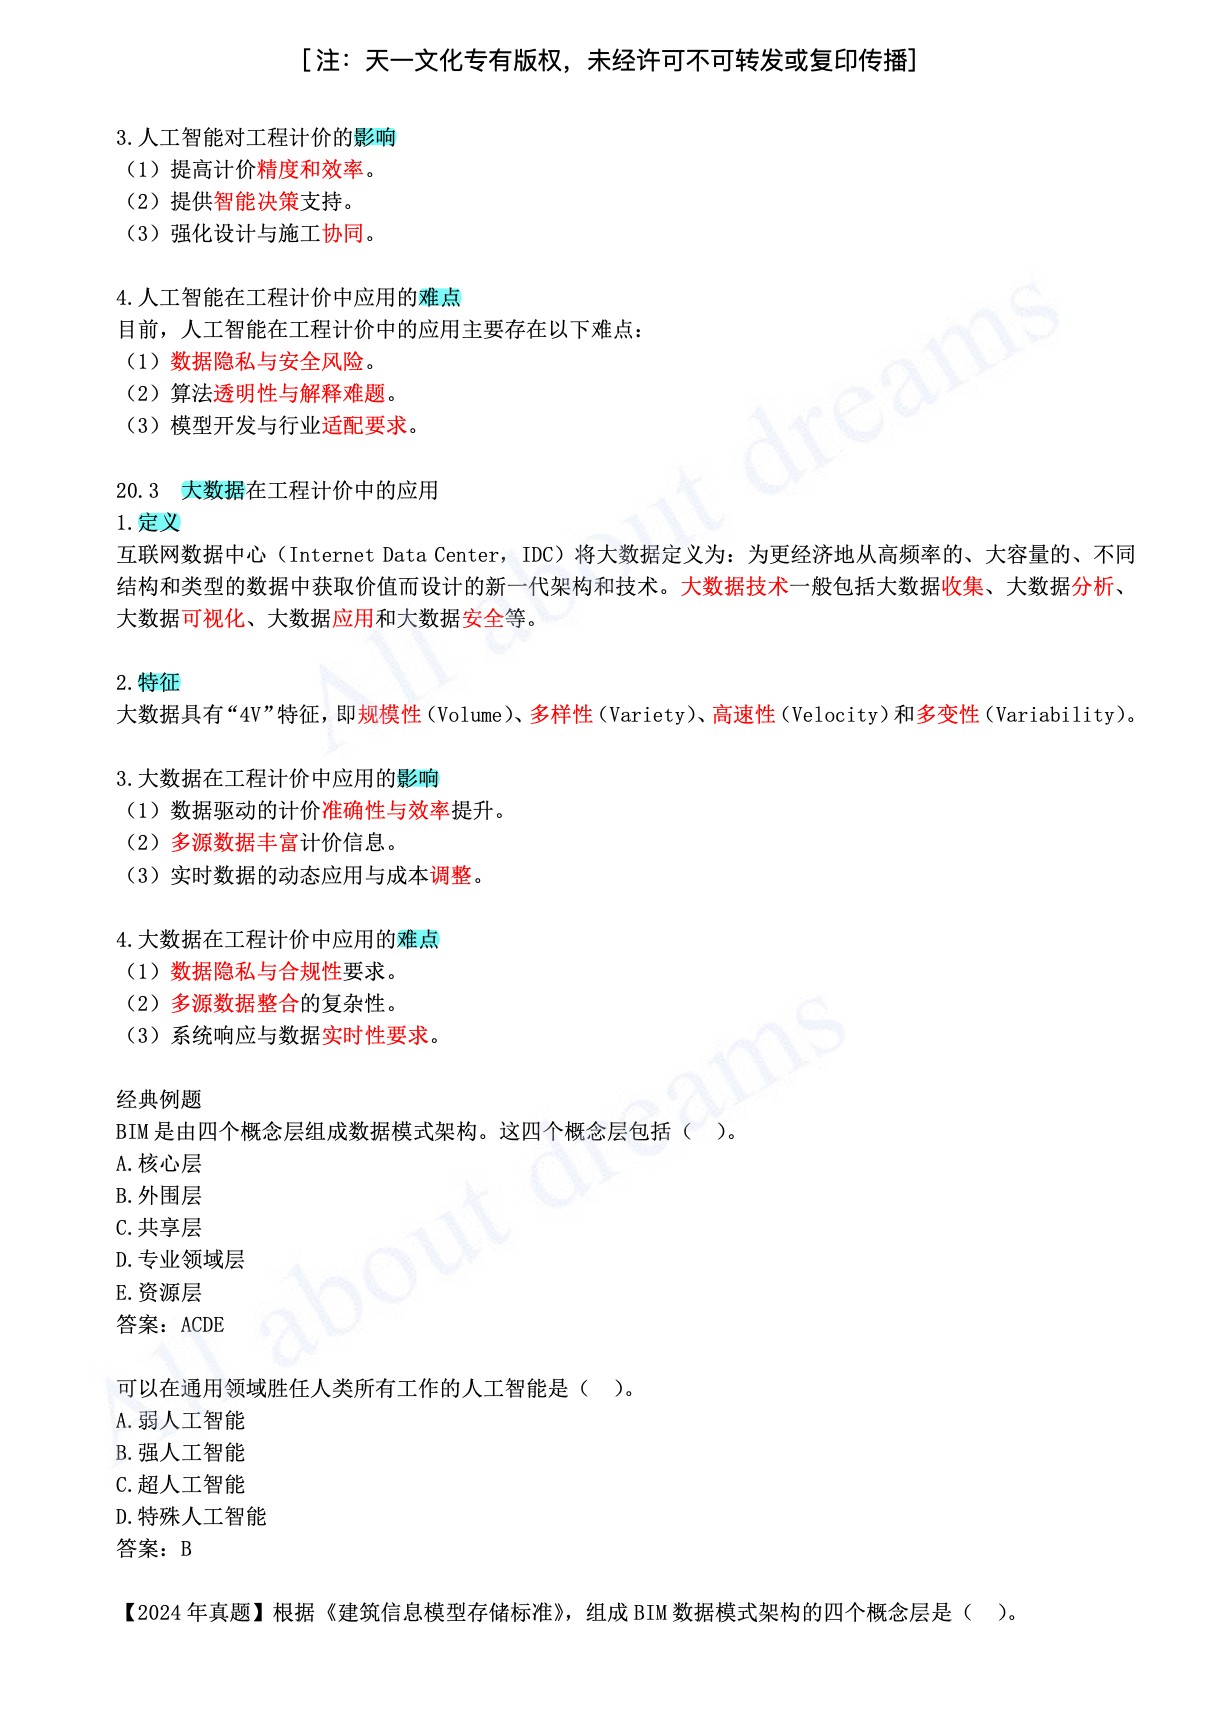 [注：天一文化专有版权，未经许可不可转发或复印传播]
3.人工智能对工程计价的影响
（1）提高计价精度和效率。
（2）提供智能决策支持。
（3）强化设计与施工协同。
4.人工智能在工程计价中应用的难点
目前，人工智能在工程计价中的应用主要存在以下难点：
（1）数据隐私与安全风险。
（2）算法透明性与解释难题。
（3）模型开发与行业适配要求。
20.3 大数据在工程计价中的应用
1.定义
互联网数据中心（Internet Data Center，IDC）将大数据定义为：为更经济地从高频率的、大容量的、不同
结构和类型的数据中获取价值而设计的新一代架构和技术。大数据技术一般包括大数据收集、大数据分析、
大数据可视化、大数据应用和大数据安全等。
2.特征
大数据具有“4V”特征，即规模性（Volume）、多样性（Variety）、高速性（Velocity）和多变性（Variability）。
3.大数据在工程计价中应用的影响
（1）数据驱动的计价准确性与效率提升。
（2）多源数据丰富计价信息。
（3）实时数据的动态应用与成本调整。
4.大数据在工程计价中应用的难点
（1）数据隐私与合规性要求。
（2）多源数据整合的复杂性。
（3）系统响应与数据实时性要求。
经典例题
BIM是由四个概念层组成数据模式架构。这四个概念层包括（ ）。
A.核心层
B.外围层
C.共享层
D.专业领域层
E.资源层
答案：ACDE
可以在通用领域胜任人类所有工作的人工智能是（ ）。
A.弱人工智能
B.强人工智能
C.超人工智能
D.特殊人工智能
答案：B
【2024年真题】根据《建筑信息模型存储标准》，组成BIM数据模式架构的四个概念层是（ ）。
All about dreams
All about dreams